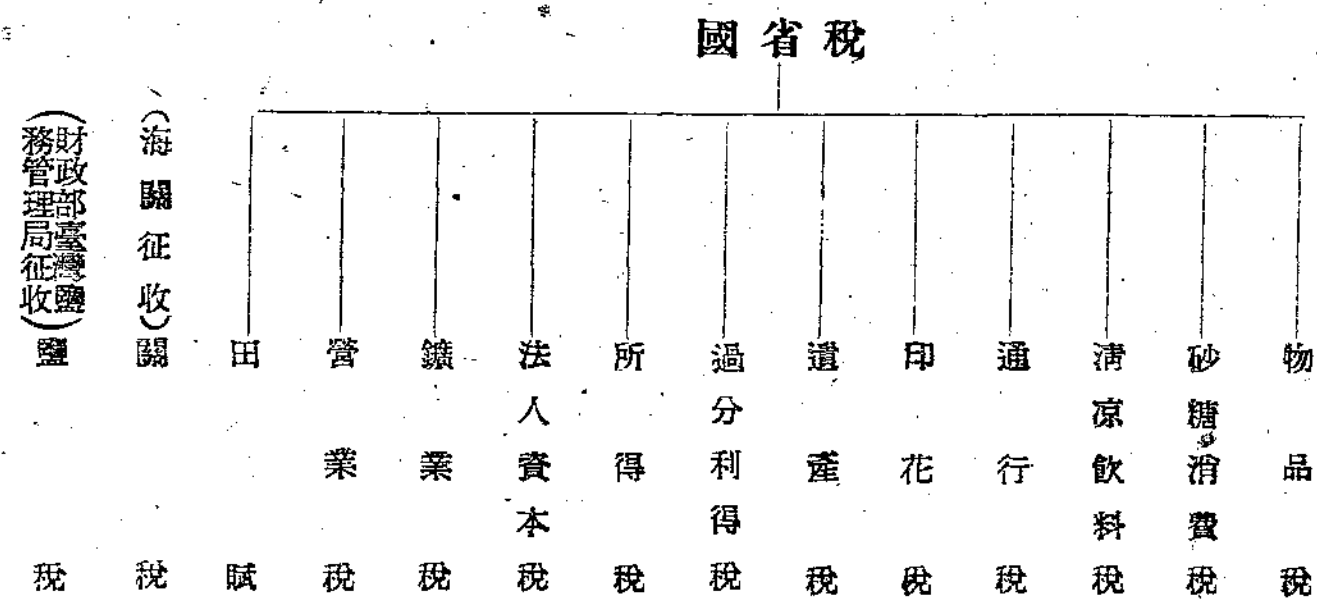 國省稅
物品稅
砂糖消費稅
清凉飲料稅
通行稅
印花稅
遺產稅
過分利得稅
所得稅
法人資本稅
鑛業稅
營業稅
田賦
(海關征收)關稅
(財政部臺灣鹽務管理局征收)鹽稅